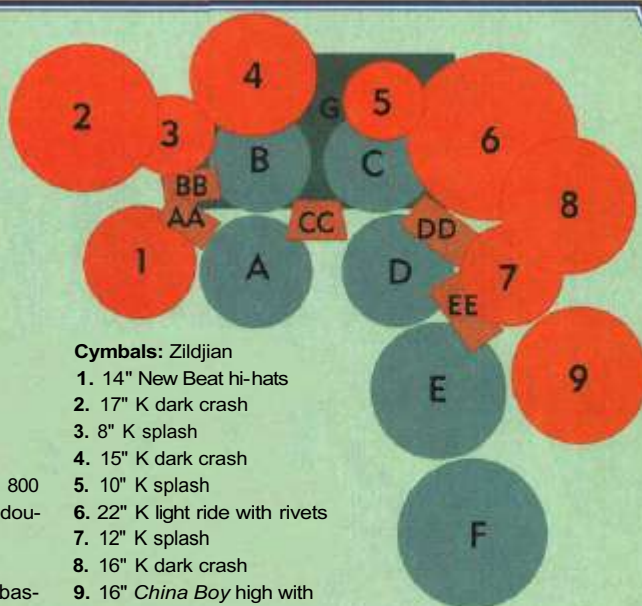 4
5
2
3
G
6
B
C
8
BB
AA
CC
DD
1
A
D
7
EE
Cymbals: Zildjian
1. 14" New Beat hi-hats
E
9
2. 17" K dark crash
3. 8" K splash
4. 15" K dark crash
800
5. 10" K splash
dou-
6. 22" K light ride with rivets
7. 12" K splash
F
8. 16" K dark crash
bas-
9. 16" China Boy high with